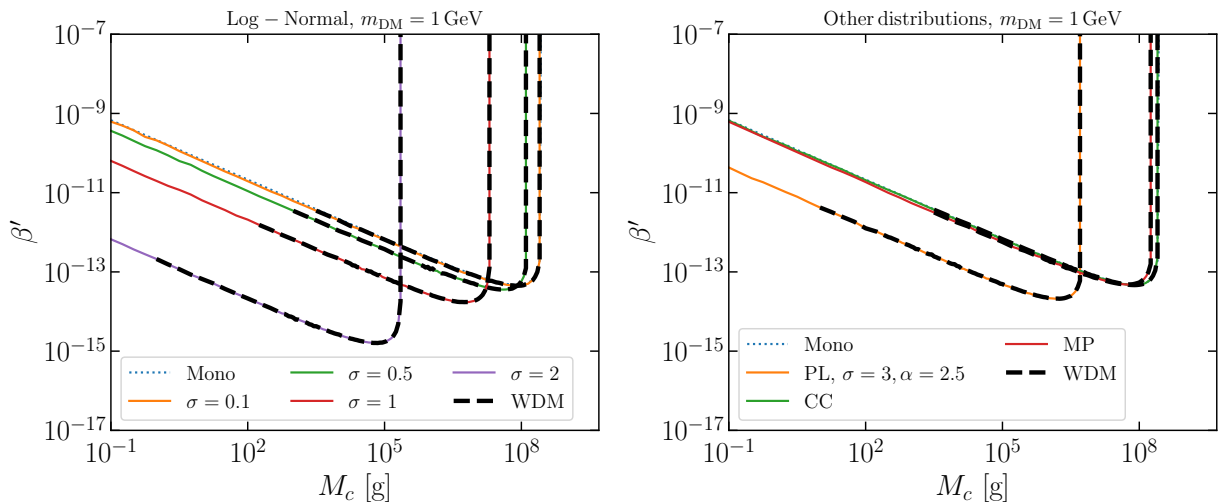 Log − Normal, m_DM = 1 GeV
β′
10^−7
10^−9
10^−11
10^−13
10^−15
10^−17
Mono
σ = 0.1
σ = 0.5
σ = 1
σ = 2
WDM
10^−1
10^2
10^5
10^8
M_c [g]
Other distributions, m_DM = 1 GeV
β′
10^−7
10^−9
10^−11
10^−13
10^−15
10^−17
Mono
PL, σ = 3, α = 2.5
CC
MP
WDM
10^−1
10^2
10^5
10^8
M_c [g]